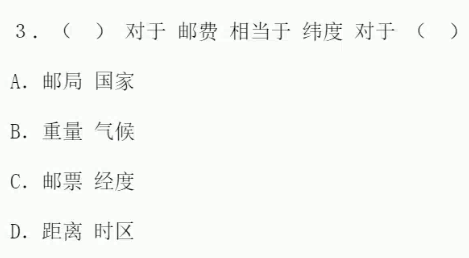 3.（ ）对于 邮费 相当于 纬度 对于 （ ）
A. 邮局 国家
B. 重量 气候
C. 邮票 经度
D. 距离 时区